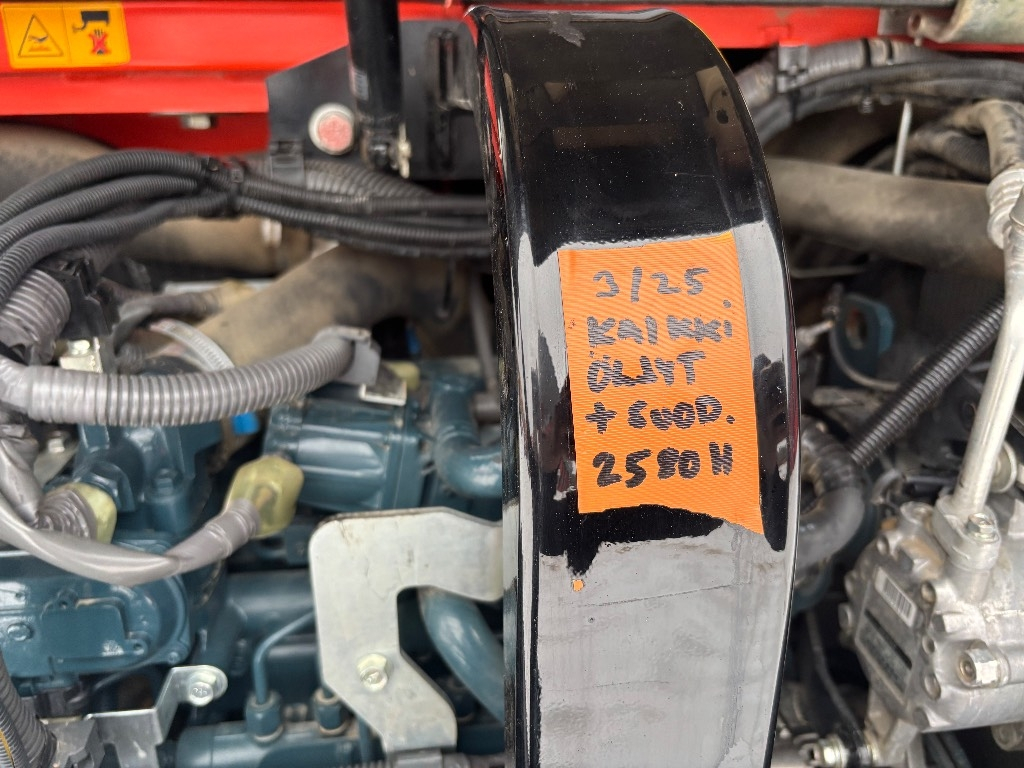 3/25
KAIKKI
ÖLJYT
+ SUOD.
2580 H